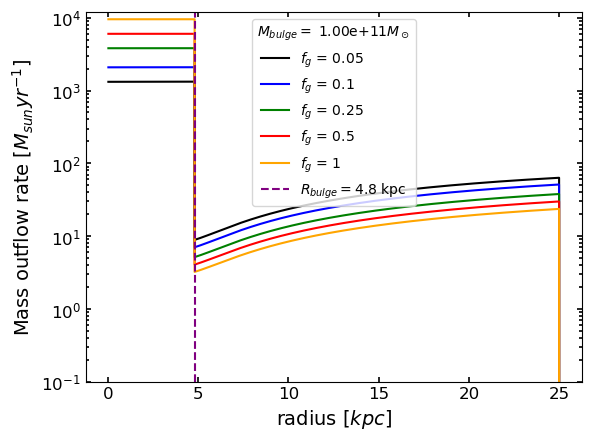 Mass outflow rate [M_sun yr^−1]
10^4
10^3
10^2
10^1
10^0
10^−1
M_bulge = 1.00e+11M_⊙
f_g = 0.05
f_g = 0.1
f_g = 0.25
f_g = 0.5
f_g = 1
R_bulge = 4.8 kpc
0 5 10 15 20 25
radius [kpc]